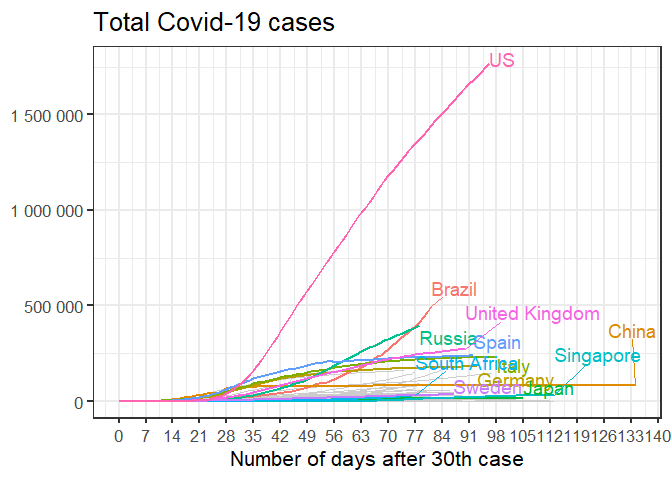 Total Covid-19 cases
US
1 500 000
1 000 000
Brazil
500 000
United Kingdom
China
Russia
Spain
Singapore
South Africa
Italy
Germany
Sweden
Japan
0
0 7 14 21 28 35 42 49 56 63 70 77 84 91 98 105 112 119 126 133 140
Number of days after 30th case